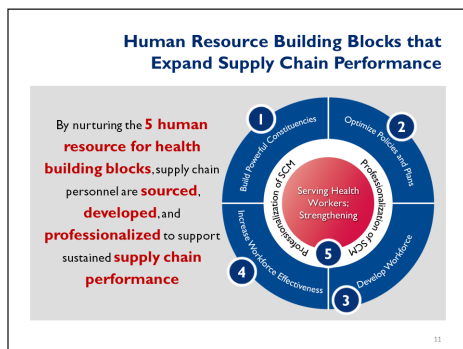 Human Resource Building Blocks that
Expand Supply Chain Performance
By nurturing the 5 human
resource for health
building blocks, supply chain
personnel are sourced,
developed, and
professionalized to support
sustained supply chain
performance
1
Build Powerful Constituencies
2
Optimize Policies and Plans
Professionalization of SCM
Professionalization of SCM
Serving Health
Workers;
Strengthening
5
4
Increase Workforce Effectiveness
3
Develop Workforce
11